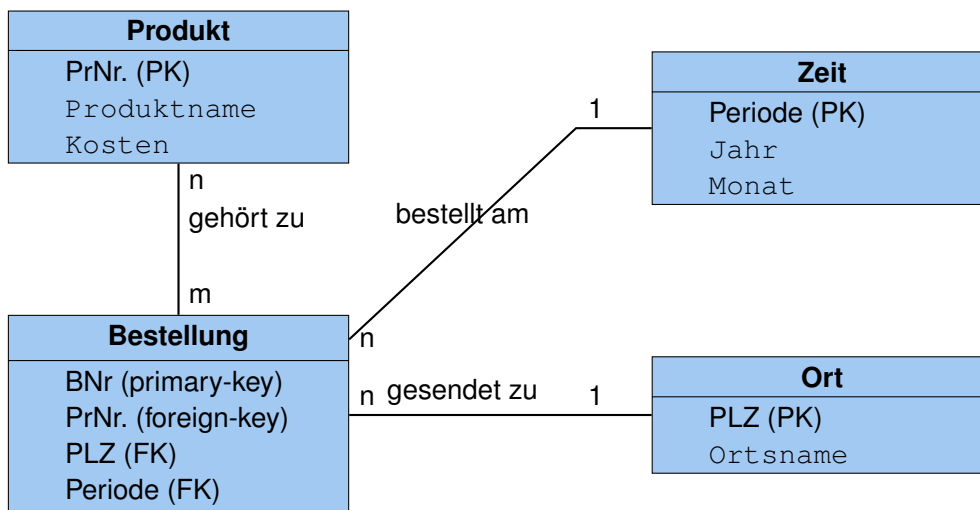 Produkt
PrNr. (PK)
Produktname
Kosten
n
gehört zu
m
Bestellung
BNr (primary-key)
PrNr. (foreign-key)
PLZ (FK)
Periode (FK)
1
bestellt am
n
Zeit
Periode (PK)
Jahr
Monat
n gesendet zu 1
Ort
PLZ (PK)
Ortsname